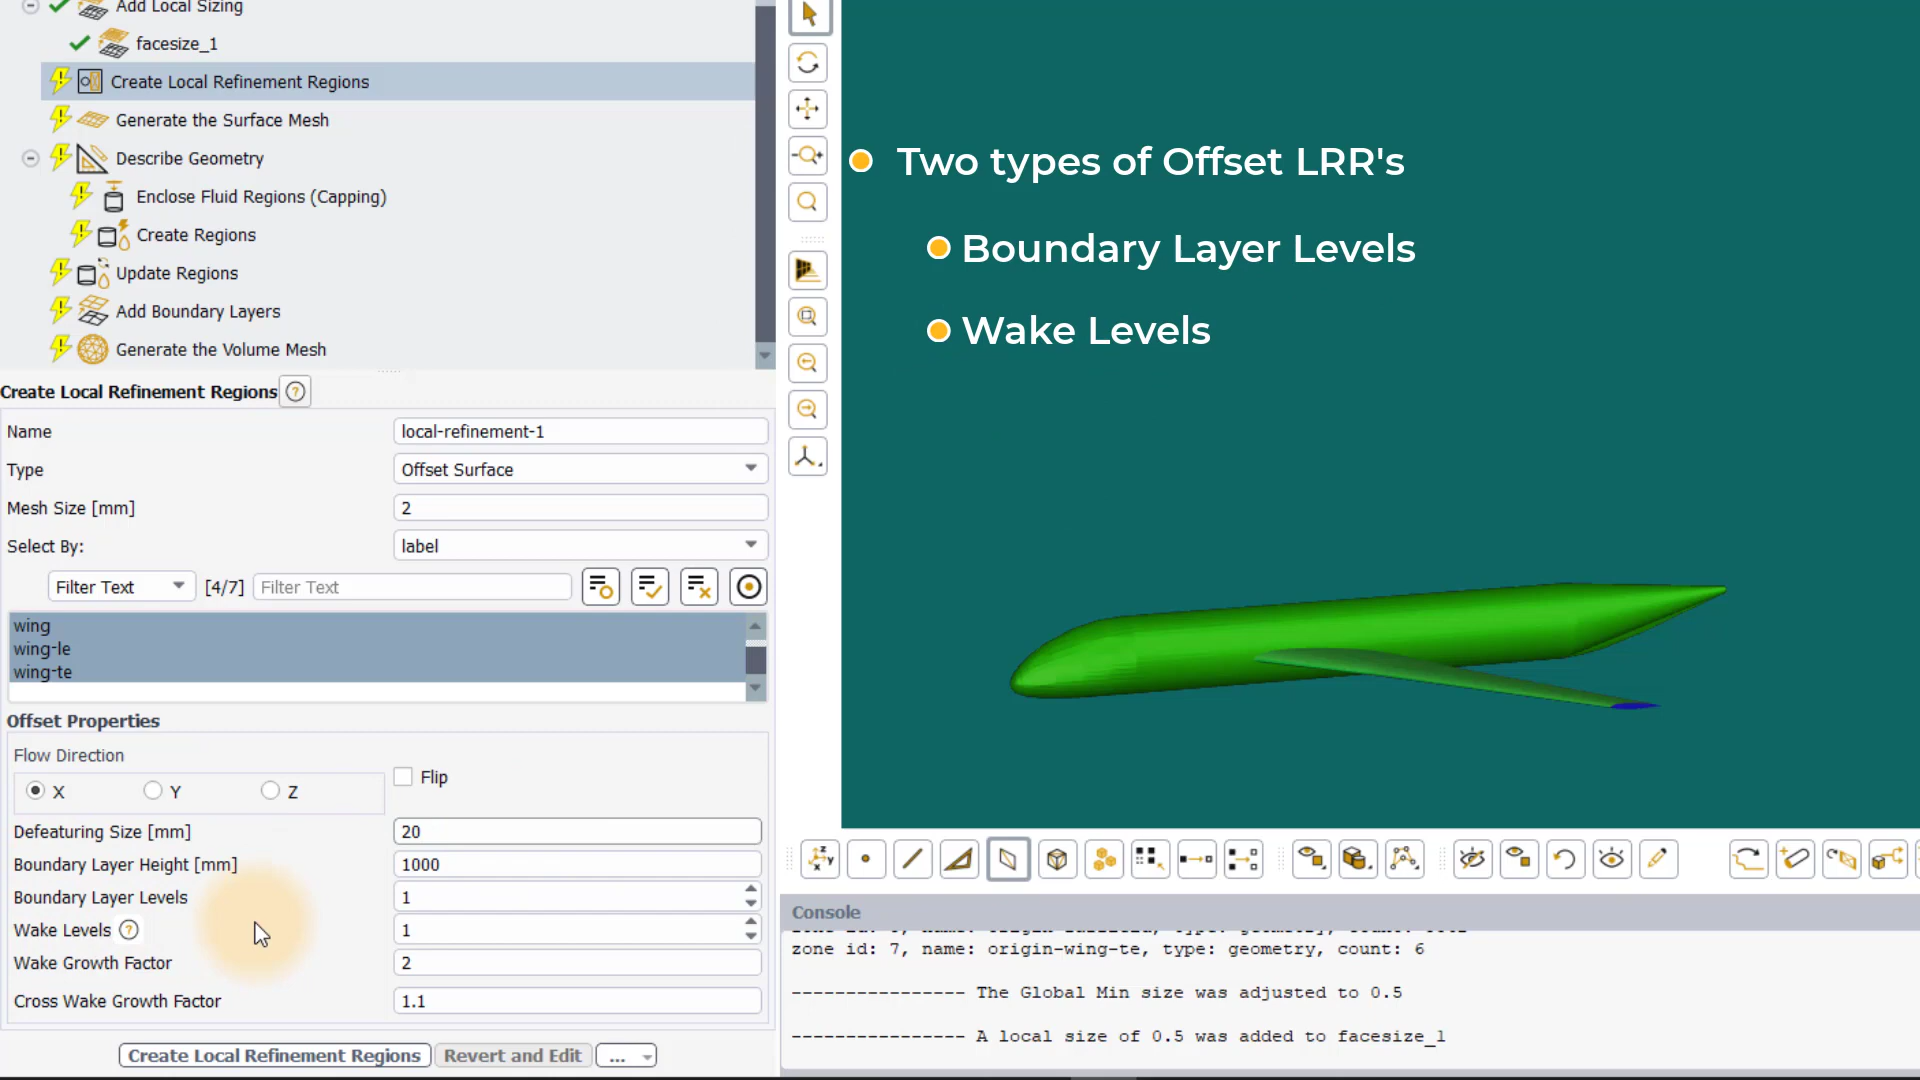 Add Local Sizing
facesize_1
Create Local Refinement Regions
Generate the Surface Mesh
Describe Geometry
Enclose Fluid Regions (Capping)
Create Regions
Update Regions
Add Boundary Layers
Generate the Volume Mesh
Create Local Refinement Regions
Name
local-refinement-1
Type
Offset Surface
Mesh Size [mm]
2
Select By:
label
Filter Text
[4/7]
Filter Text
wing
wing-le
wing-te
Offset Properties
Flow Direction
X
Y
Z
Flip
Defeaturing Size [mm]
20
Boundary Layer Height [mm]
1000
Boundary Layer Levels
1
Wake Levels
1
Wake Growth Factor
2
Cross Wake Growth Factor
1.1
Create Local Refinement Regions
Revert and Edit
...
Two types of Offset LRR's
Boundary Layer Levels
Wake Levels
Console
zone id: 7, name: origin-wing-te, type: geometry, count: 6
---------------- The Global Min size was adjusted to 0.5
---------------- A local size of 0.5 was added to facesize_1